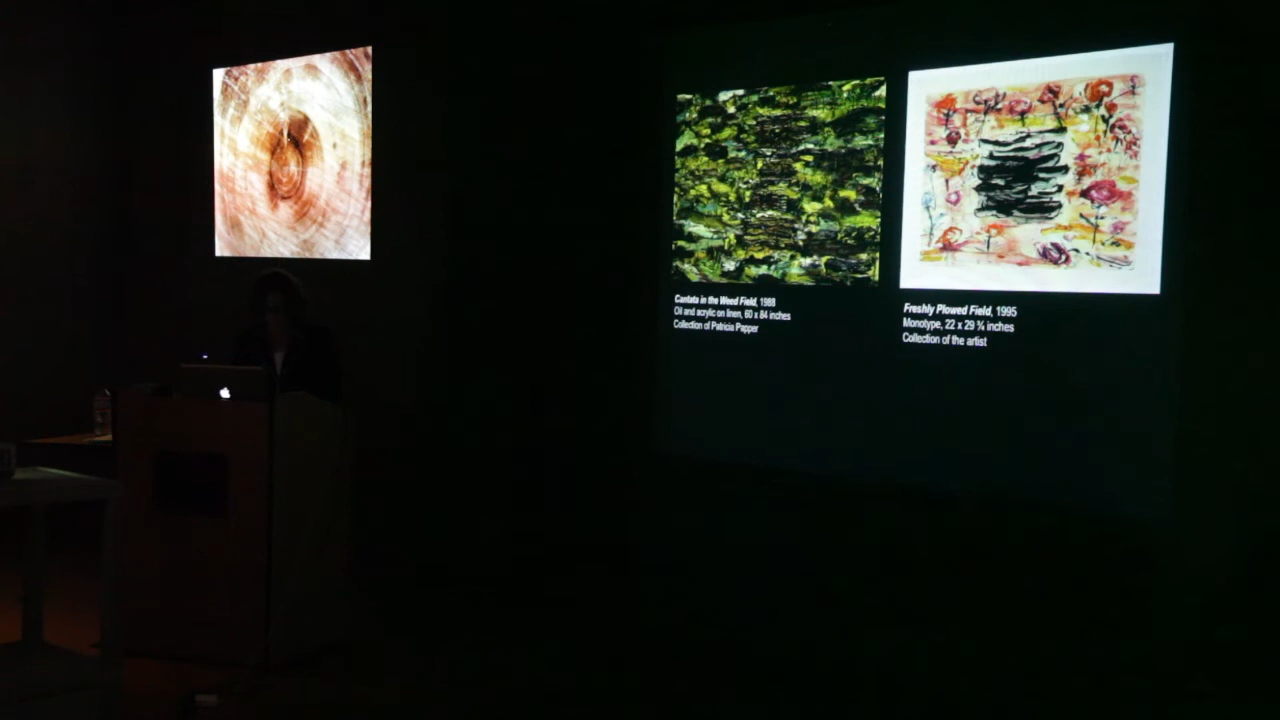 Cantata in the Weed Field, 1988
Oil and acrylic on linen, 60 x 84 inches
Collection of Patricia Papper
Freshly Plowed Field, 1995
Monotype, 22 x 29 ¾ inches
Collection of the artist